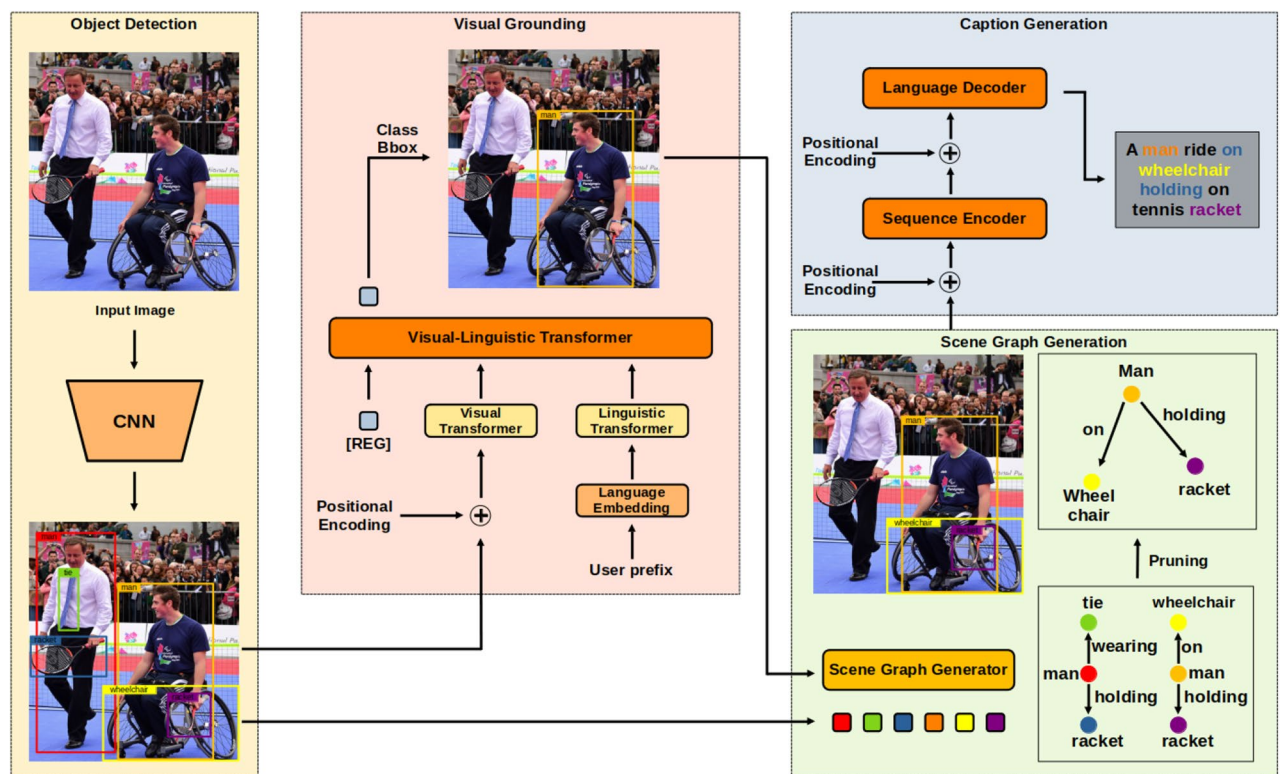 Object Detection
Input Image
CNN
man
tie
man
racket
wheelchair
Visual Grounding
Class
Bbox
man
Visual-Linguistic Transformer
[REG]
Visual
Transformer
Linguistic
Transformer
Positional
Encoding
Language
Embedding
User prefix
Caption Generation
Language Decoder
Positional
Encoding
Sequence Encoder
Positional
Encoding
A man ride on
wheelchair
holding on
tennis racket
Scene Graph Generation
man
wheelchair
Man
on
holding
Wheel
chair
racket
Pruning
Scene Graph Generator
tie
wheelchair
wearing
on
man
man
holding
holding
racket
racket